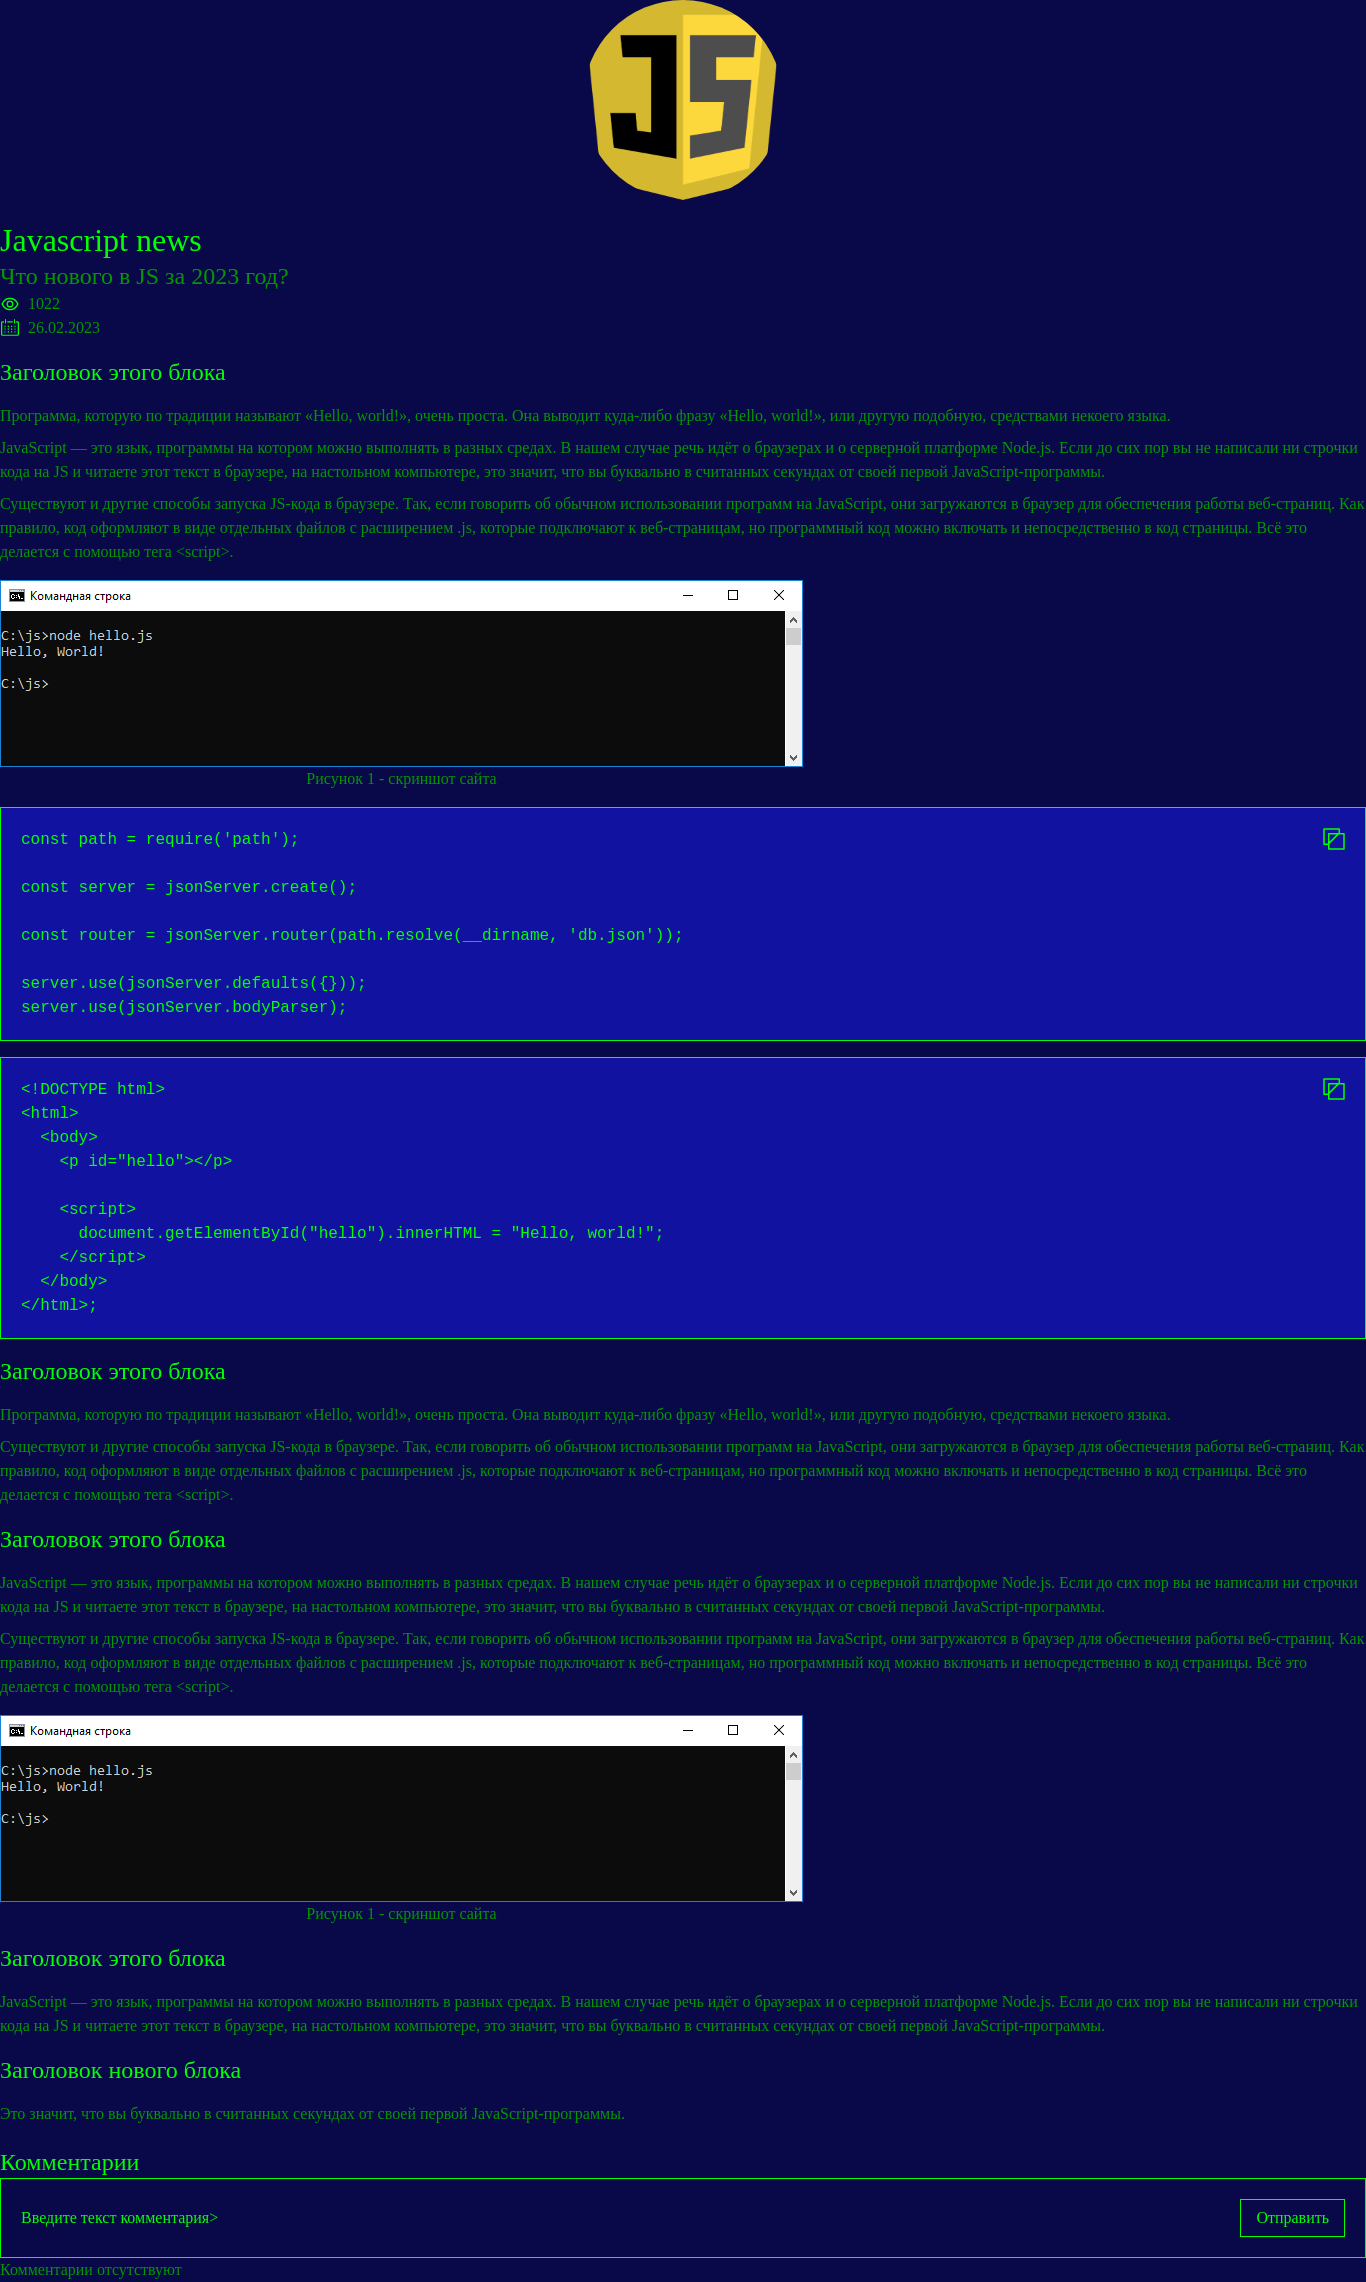 JS
Javascript news
Что нового в JS за 2023 год?
1022
26.02.2023
Заголовок этого блока
Программа, которую по традиции называют «Hello, world!», очень проста. Она выводит куда-либо фразу «Hello, world!», или другую подобную, средствами некоего языка.
JavaScript — это язык, программы на котором можно выполнять в разных средах. В нашем случае речь идёт о браузерах и о серверной платформе Node.js. Если до сих пор вы не написали ни строчки
кода на JS и читаете этот текст в браузере, на настольном компьютере, это значит, что вы буквально в считанных секундах от своей первой JavaScript-программы.
Существуют и другие способы запуска JS-кода в браузере. Так, если говорить об обычном использовании программ на JavaScript, они загружаются в браузер для обеспечения работы веб-страниц. Как
правило, код оформляют в виде отдельных файлов с расширением .js, которые подключают к веб-страницам, но программный код можно включать и непосредственно в код страницы. Всё это
делается с помощью тега <script>.
Командная строка
C:\js>node hello.js
Hello, World!
C:\js>
Рисунок 1 - скриншот сайта
const path = require('path');
const server = jsonServer.create();
const router = jsonServer.router(path.resolve(__dirname, 'db.json'));
server.use(jsonServer.defaults({}));
server.use(jsonServer.bodyParser);
<!DOCTYPE html>
<html>
  <body>
    <p id="hello"></p>
    <script>
      document.getElementById("hello").innerHTML = "Hello, world!";
    </script>
  </body>
</html>;
Заголовок этого блока
Программа, которую по традиции называют «Hello, world!», очень проста. Она выводит куда-либо фразу «Hello, world!», или другую подобную, средствами некоего языка.
Существуют и другие способы запуска JS-кода в браузере. Так, если говорить об обычном использовании программ на JavaScript, они загружаются в браузер для обеспечения работы веб-страниц. Как
правило, код оформляют в виде отдельных файлов с расширением .js, которые подключают к веб-страницам, но программный код можно включать и непосредственно в код страницы. Всё это
делается с помощью тега <script>.
Заголовок этого блока
JavaScript — это язык, программы на котором можно выполнять в разных средах. В нашем случае речь идёт о браузерах и о серверной платформе Node.js. Если до сих пор вы не написали ни строчки
кода на JS и читаете этот текст в браузере, на настольном компьютере, это значит, что вы буквально в считанных секундах от своей первой JavaScript-программы.
Существуют и другие способы запуска JS-кода в браузере. Так, если говорить об обычном использовании программ на JavaScript, они загружаются в браузер для обеспечения работы веб-страниц. Как
правило, код оформляют в виде отдельных файлов с расширением .js, которые подключают к веб-страницам, но программный код можно включать и непосредственно в код страницы. Всё это
делается с помощью тега <script>.
Командная строка
C:\js>node hello.js
Hello, World!
C:\js>
Рисунок 1 - скриншот сайта
Заголовок этого блока
JavaScript — это язык, программы на котором можно выполнять в разных средах. В нашем случае речь идёт о браузерах и о серверной платформе Node.js. Если до сих пор вы не написали ни строчки
кода на JS и читаете этот текст в браузере, на настольном компьютере, это значит, что вы буквально в считанных секундах от своей первой JavaScript-программы.
Заголовок нового блока
Это значит, что вы буквально в считанных секундах от своей первой JavaScript-программы.
Комментарии
Введите текст комментария>
Отправить
Комментарии отсутствуют